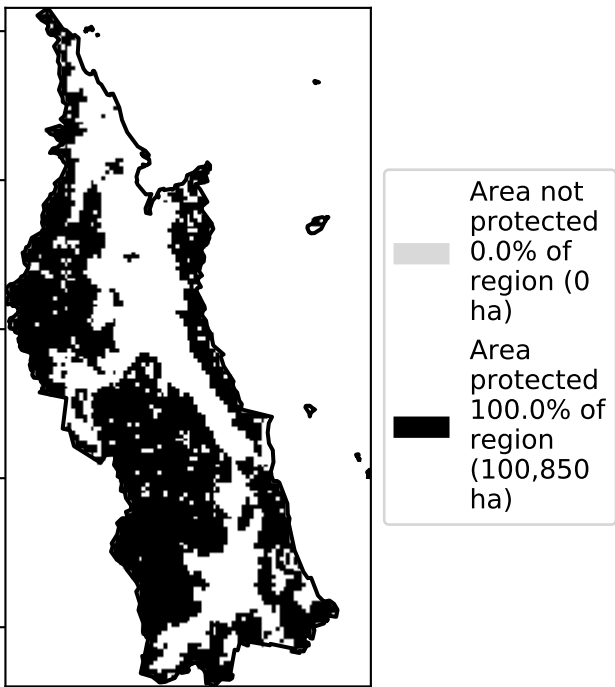 Area not
protected
0.0% of
region (0
ha)
Area
protected
100.0% of
region
(100,850
ha)